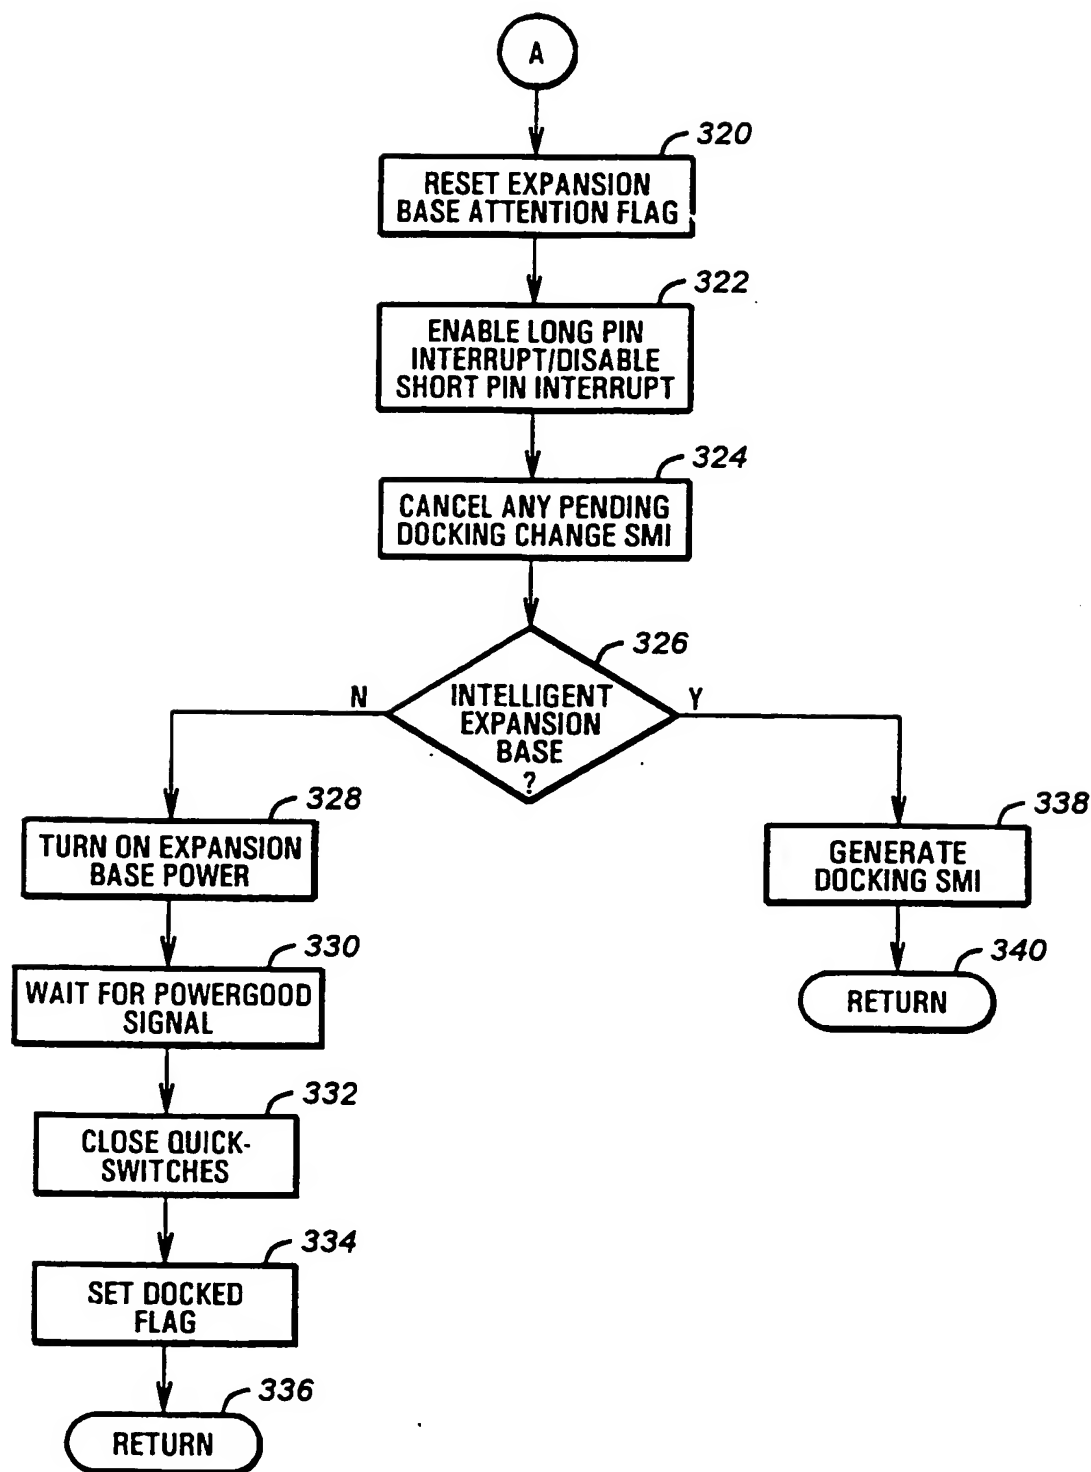 A
320
RESET EXPANSION
BASE ATTENTION FLAG
322
ENABLE LONG PIN
INTERRUPT/DISABLE
SHORT PIN INTERRUPT
324
CANCEL ANY PENDING
DOCKING CHANGE SMI
326
INTELLIGENT
EXPANSION
BASE
?
N
Y
328
TURN ON EXPANSION
BASE POWER
338
GENERATE
DOCKING SMI
330
WAIT FOR POWERGOOD
SIGNAL
340
RETURN
332
CLOSE QUICK-
SWITCHES
334
SET DOCKED
FLAG
336
RETURN